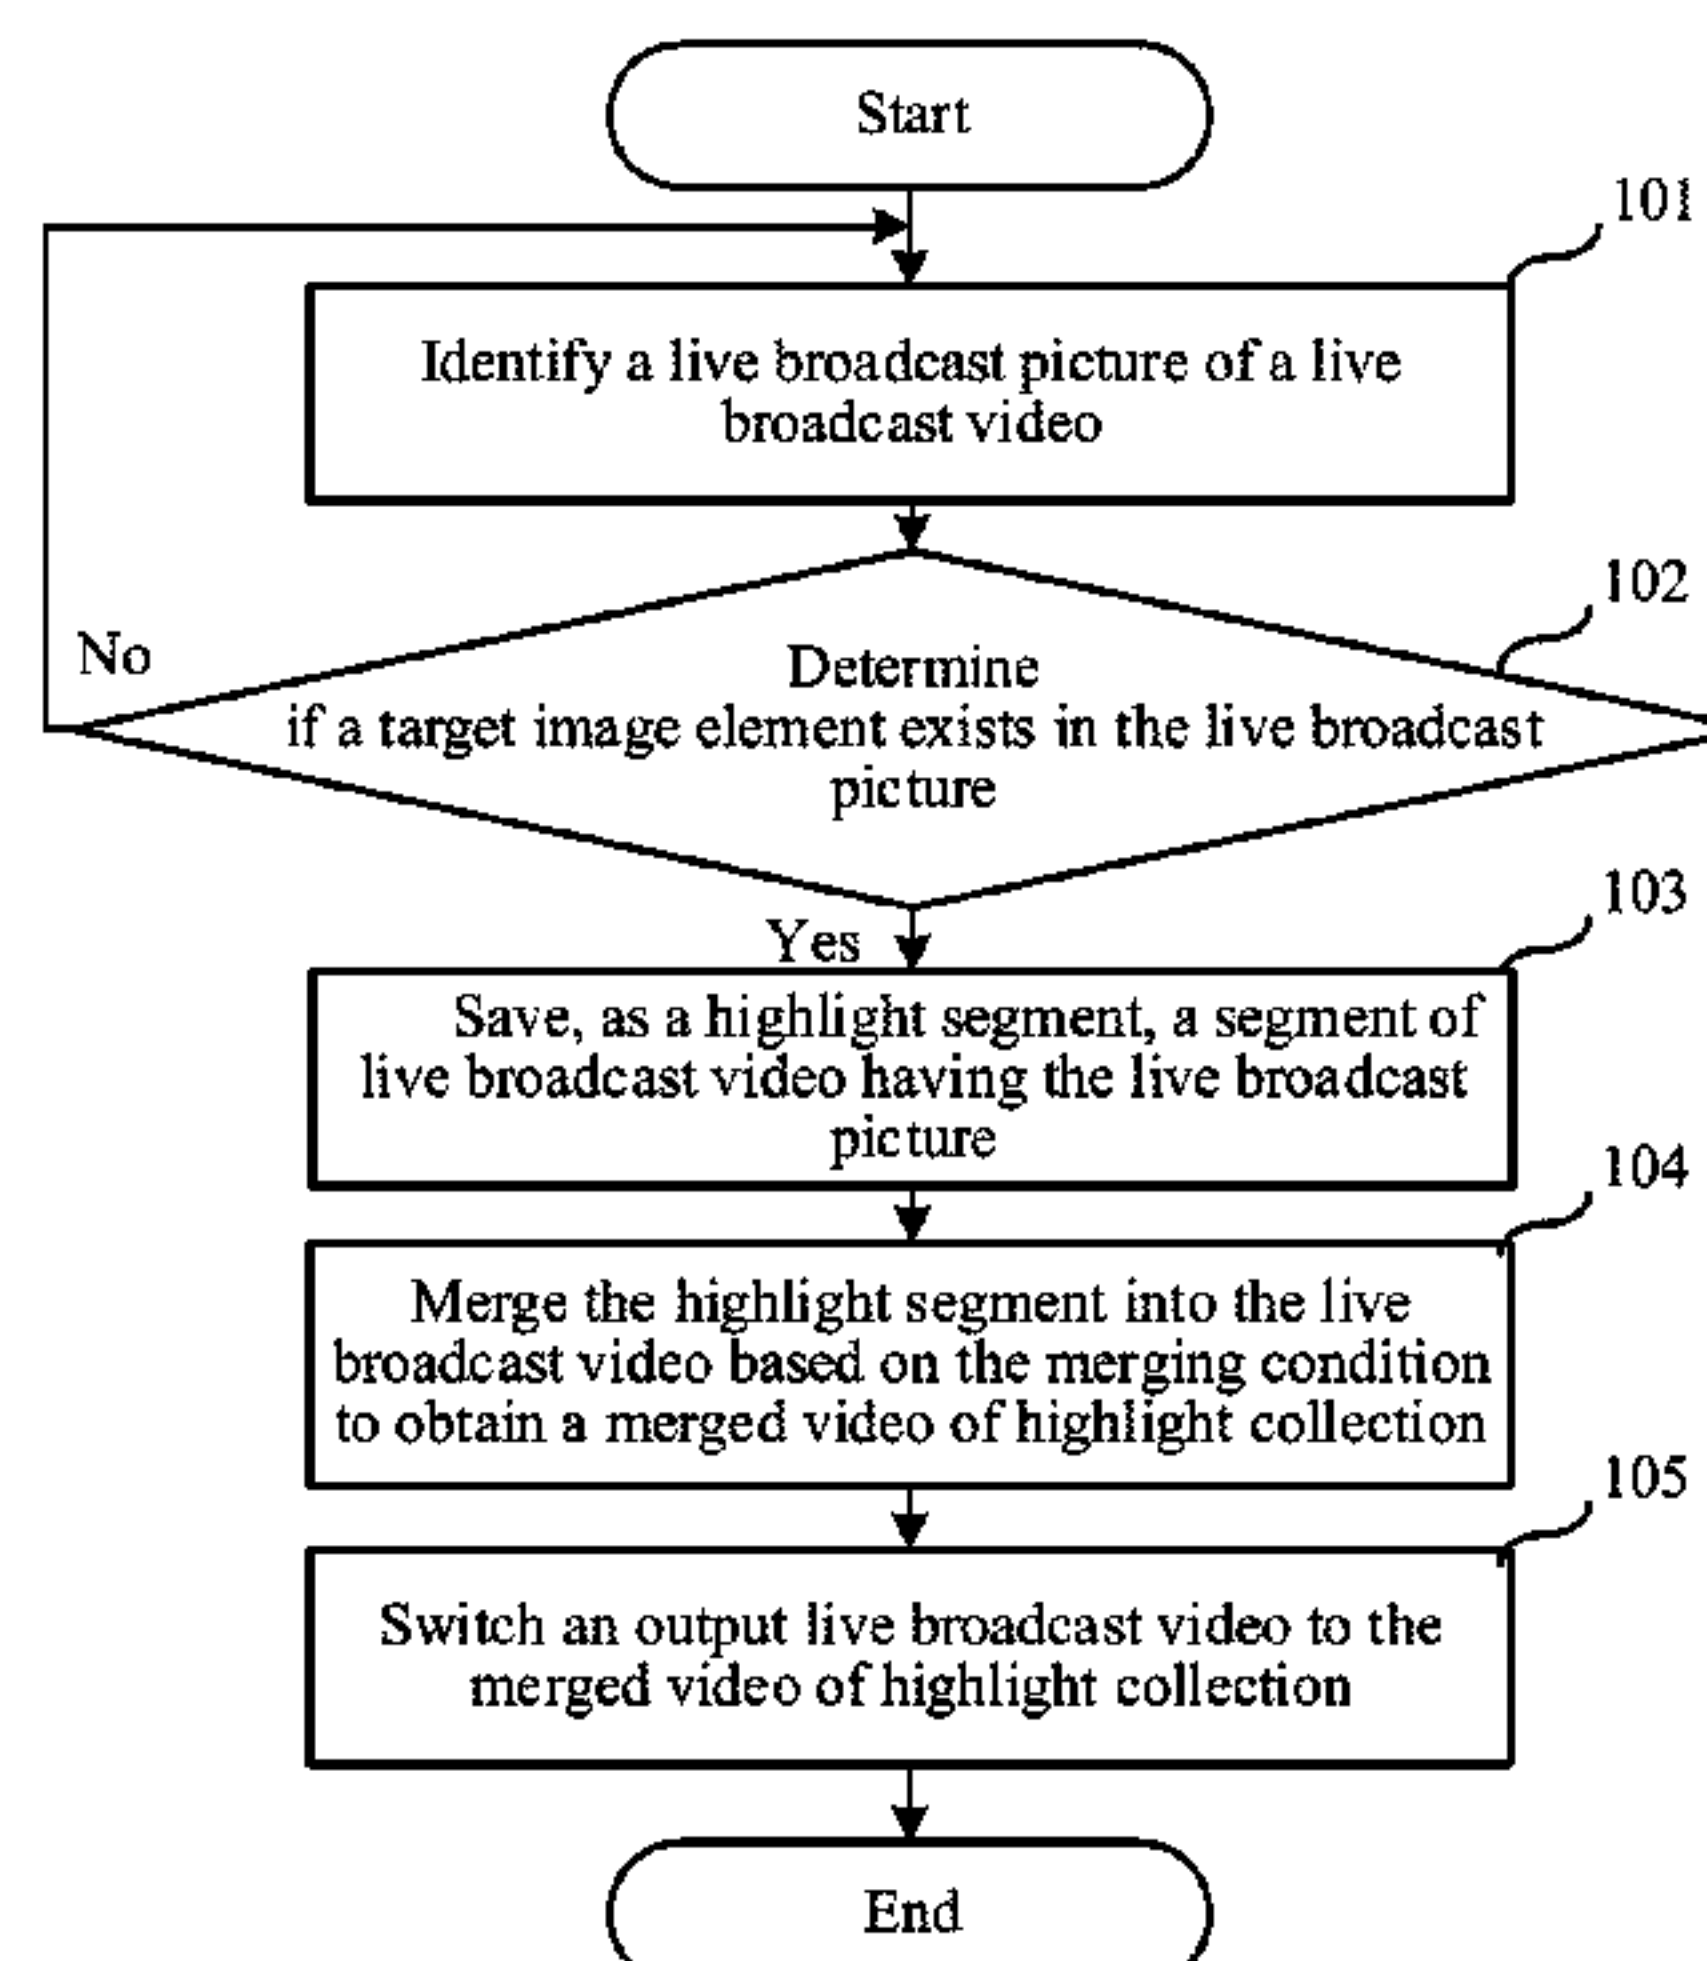 Start
101
Identify a live broadcast picture of a live
broadcast video
102
No
Determine
if a target image element exists in the live broadcast
picture
103
Yes
Save, as a highlight segment, a segment of
live broadcast video having the live broadcast
picture
104
Merge the highlight segment into the live
broadcast video based on the merging condition
to obtain a merged video of highlight collection
105
Switch an output live broadcast video to the
merged video of highlight collection
End